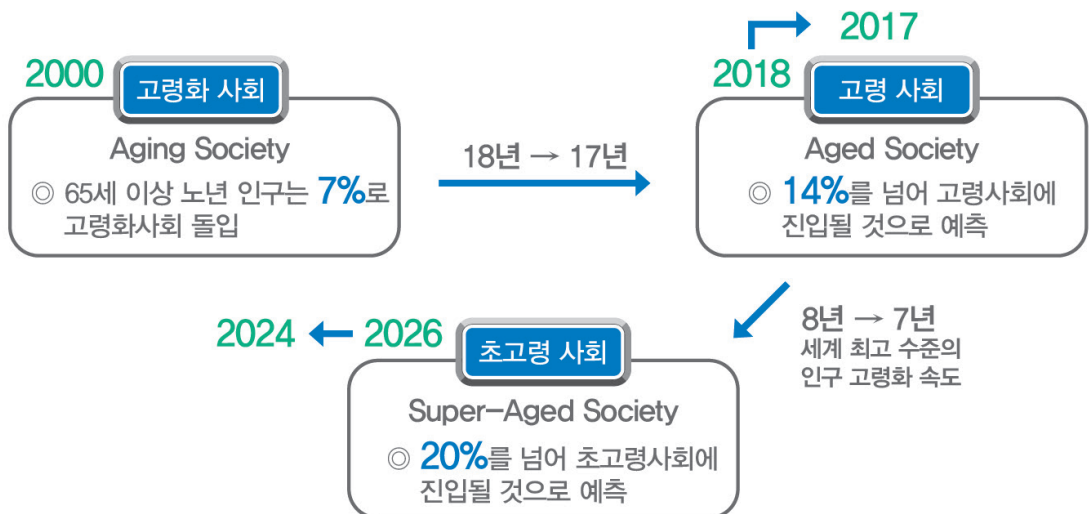 2000 고령화 사회
Aging Society
◎ 65세 이상 노년 인구는 7%로
고령화사회 돌입
18년 → 17년
2017
2018 고령 사회
Aged Society
◎ 14%를 넘어 고령사회에
진입될 것으로 예측
8년 → 7년
세계 최고 수준의
인구 고령화 속도
2024 2026 초고령 사회
Super-Aged Society
◎ 20%를 넘어 초고령사회에
진입될 것으로 예측